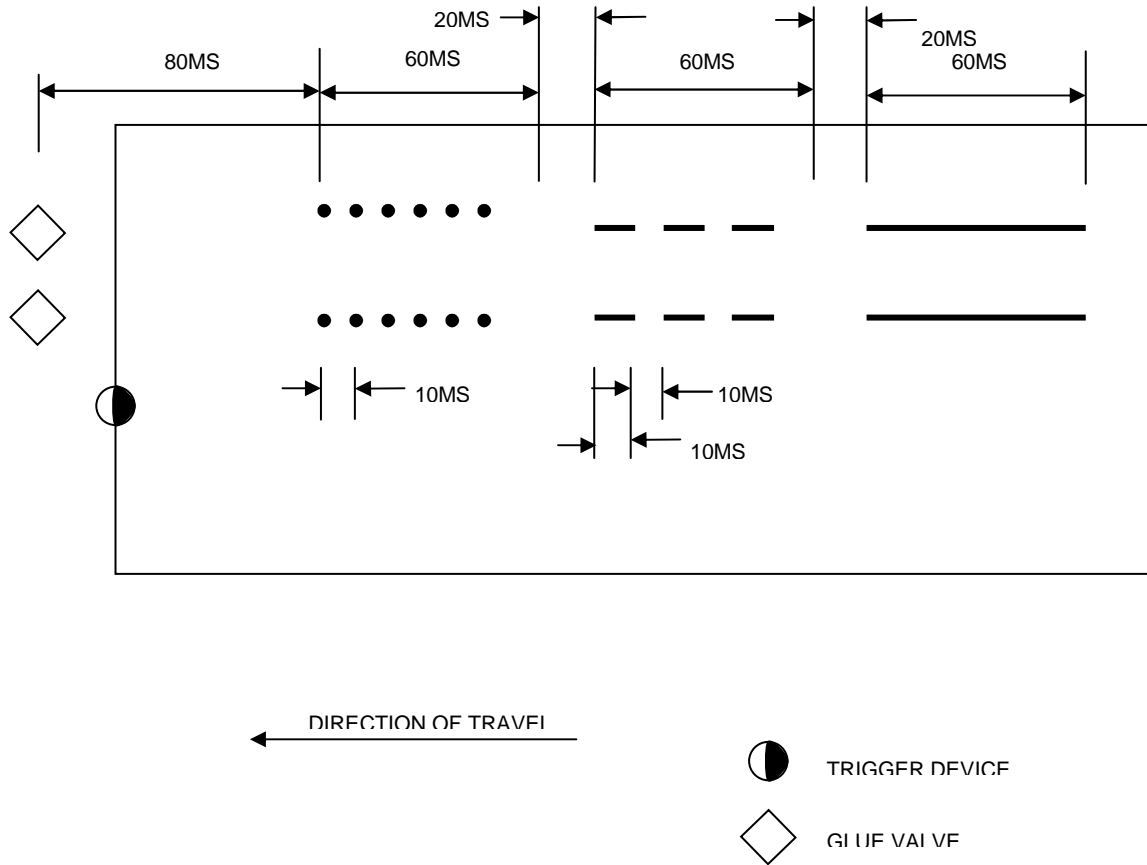 20MS
20MS
80MS
60MS
60MS
60MS
10MS
10MS
10MS
DIRECTION OF TRAVEL
TRIGGER DEVICE
GLUE VALVE